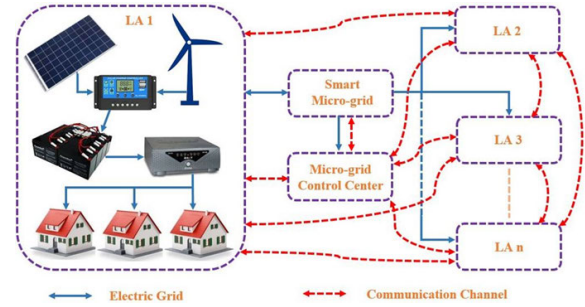 LA 1
LA 2
Smart
Micro-grid
LA 3
Micro-grid
Control Center
LA n
Electric Grid
Communication Channel